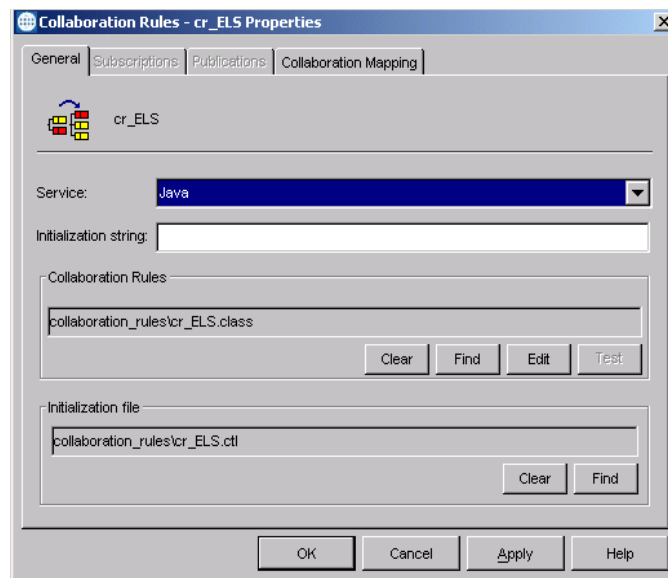 Collaboration Rules - cr_ELS Properties
General Subscriptions Publications Collaboration Mapping
cr_ELS
Service: Java
Initialization string:
Collaboration Rules
collaboration_rules\cr_ELS.class
Clear Find Edit Test
Initialization file
collaboration_rules\cr_ELS.ctl
Clear Find
OK Cancel Apply Help